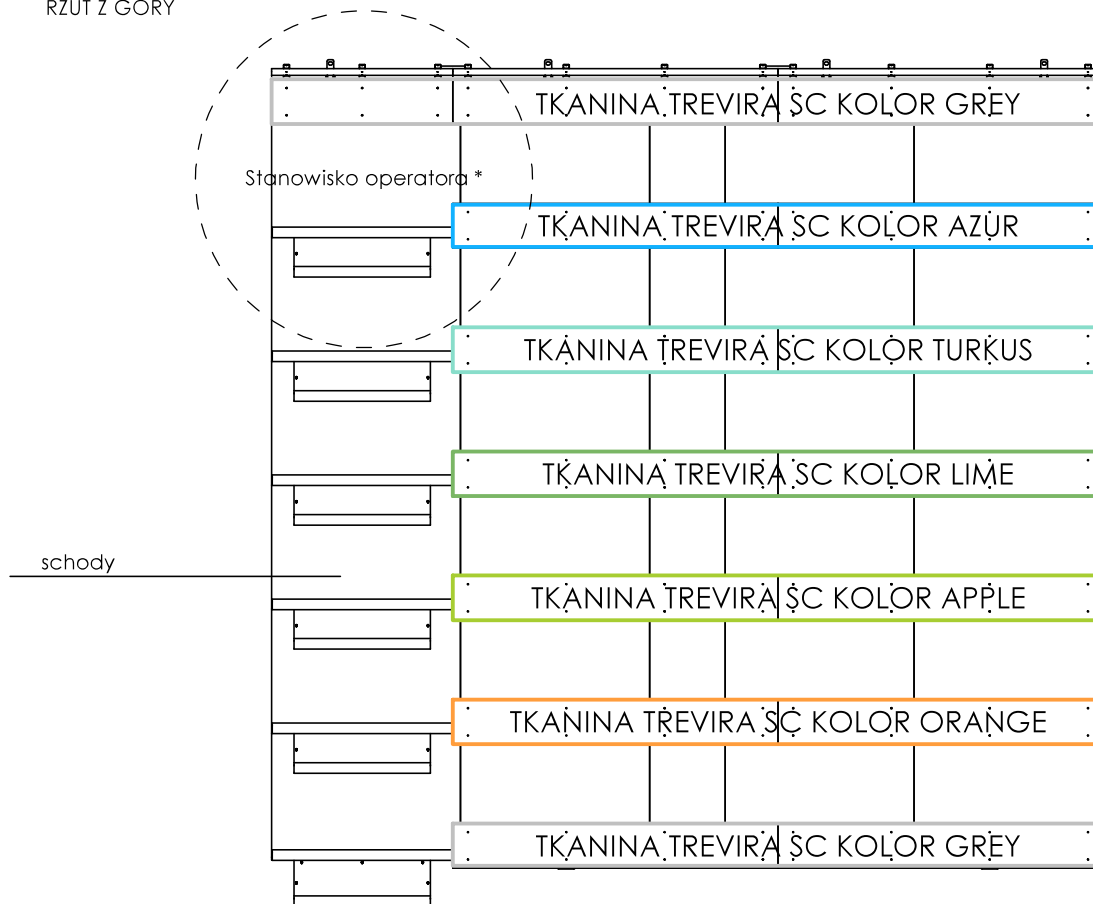 RZUT Z GÓRY
TKANINA TREVIRA SC KOLOR GREY
Stanowisko operatora *
TKANINA TREVIRA SC KOLOR AZUR
TKANINA TREVIRA SC KOLOR TURKUS
TKANINA TREVIRA SC KOLOR LIME
schody
TKANINA TREVIRA SC KOLOR APPLE
TKANINA TREVIRA SC KOLOR ORANGE
TKANINA TREVIRA SC KOLOR GREY